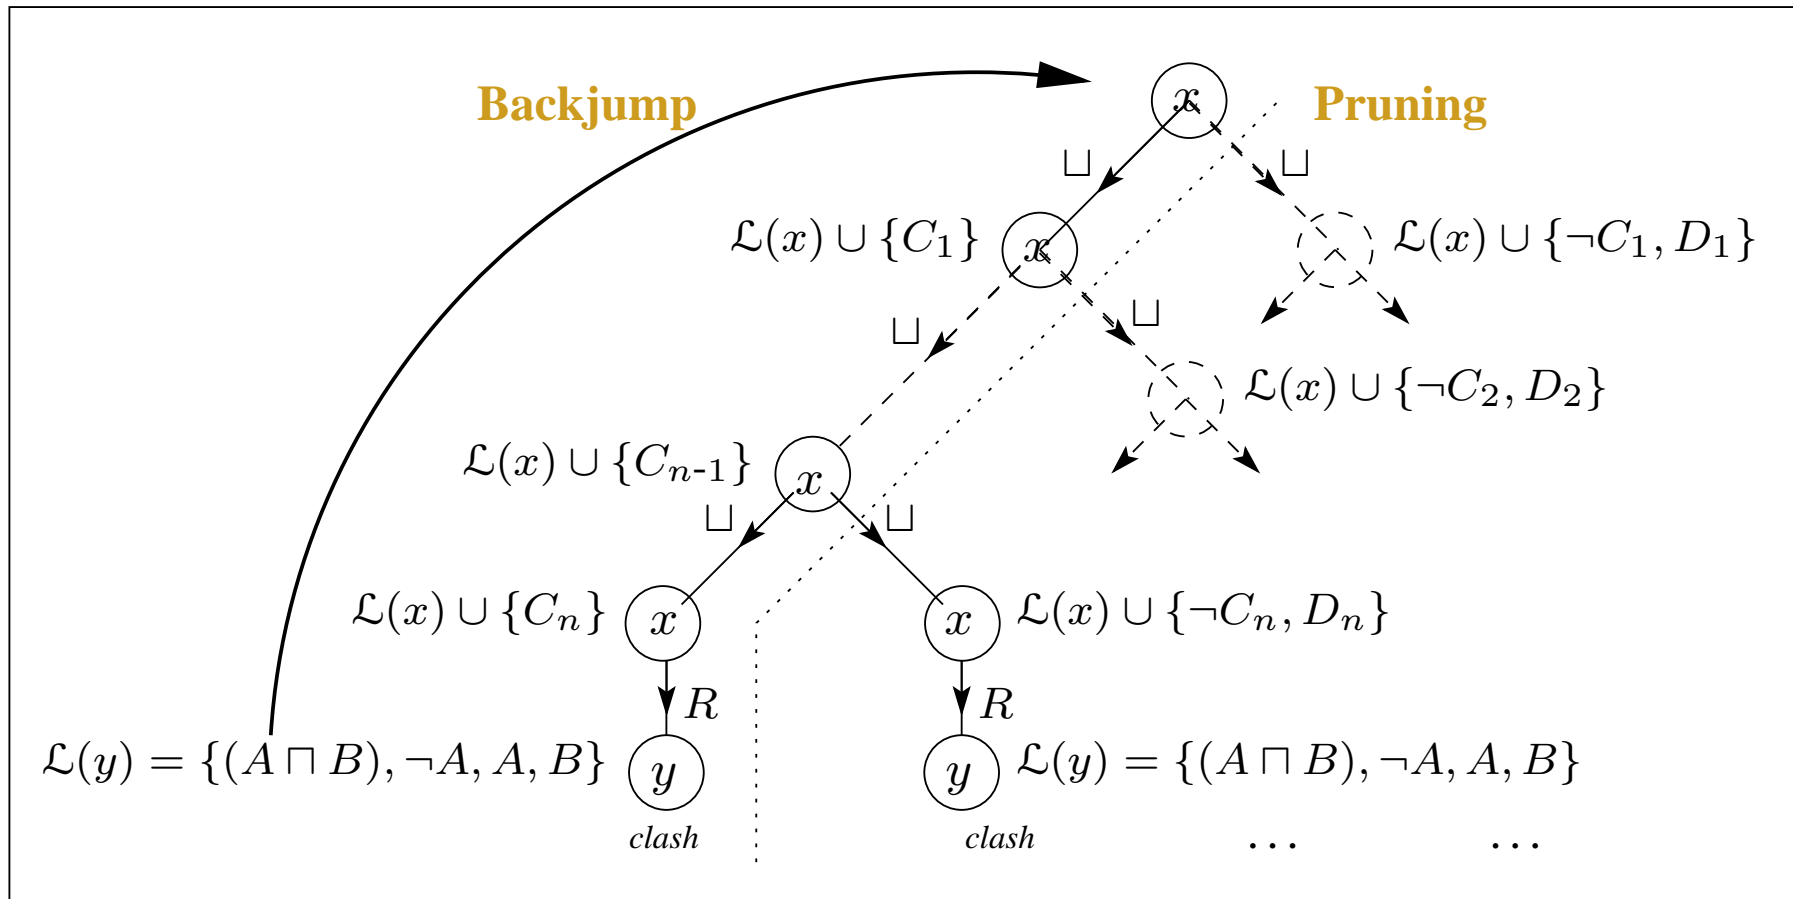 Backjump
Pruning
x
⊔ ⊔
ℒ(x) ∪ {C₁} x ℒ(x) ∪ {¬C₁, D₁}
⊔ ⊔
ℒ(x) ∪ {¬C₂, D₂}
ℒ(x) ∪ {Cₙ₋₁} x
⊔ ⊔
ℒ(x) ∪ {Cₙ} x x ℒ(x) ∪ {¬Cₙ, Dₙ}
R R
ℒ(y) = {(A ⊓ B), ¬A, A, B} y y ℒ(y) = {(A ⊓ B), ¬A, A, B}
clash clash ... ...